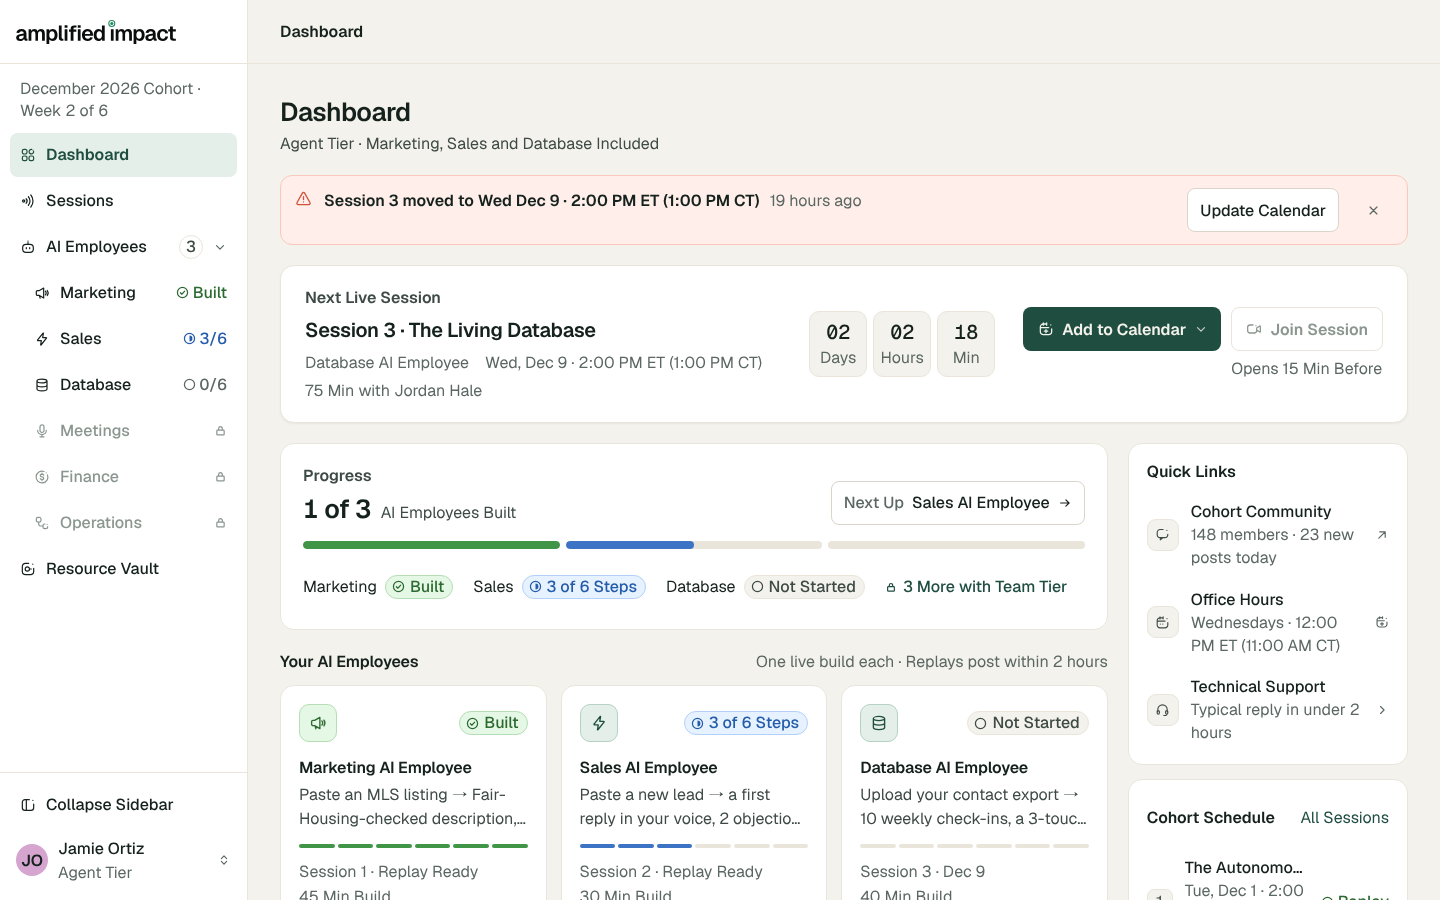 amplified impact
Dashboard
December 2026 Cohort ·
Week 2 of 6
Dashboard
Sessions
AI Employees 3
Marketing Built
Sales 3/6
Database 0/6
Meetings
Finance
Operations
Resource Vault
Collapse Sidebar
JO
Jamie Ortiz
Agent Tier
Dashboard
Agent Tier · Marketing, Sales and Database Included
Session 3 moved to Wed Dec 9 · 2:00 PM ET (1:00 PM CT) 19 hours ago
Update Calendar
Next Live Session
Session 3 · The Living Database
Database AI Employee Wed, Dec 9 · 2:00 PM ET (1:00 PM CT)
75 Min with Jordan Hale
02 02 18
Days Hours Min
Add to Calendar
Join Session
Opens 15 Min Before
Progress
1 of 3 AI Employees Built
Next Up Sales AI Employee →
Marketing Built Sales 3 of 6 Steps Database Not Started 3 More with Team Tier
Your AI Employees
One live build each · Replays post within 2 hours
Built
Marketing AI Employee
Paste an MLS listing → Fair-
Housing-checked description,...
Session 1 · Replay Ready
45 Min Build
3 of 6 Steps
Sales AI Employee
Paste a new lead → a first
reply in your voice, 2 objectio...
Session 2 · Replay Ready
30 Min Build
Not Started
Database AI Employee
Upload your contact export →
10 weekly check-ins, a 3-touc...
Session 3 · Dec 9
40 Min Build
Quick Links
Cohort Community
148 members · 23 new
posts today
Office Hours
Wednesdays · 12:00
PM ET (11:00 AM CT)
Technical Support
Typical reply in under 2
hours
Cohort Schedule
All Sessions
The Autonomo...
1
Tue, Dec 1 · 2:00
Replay